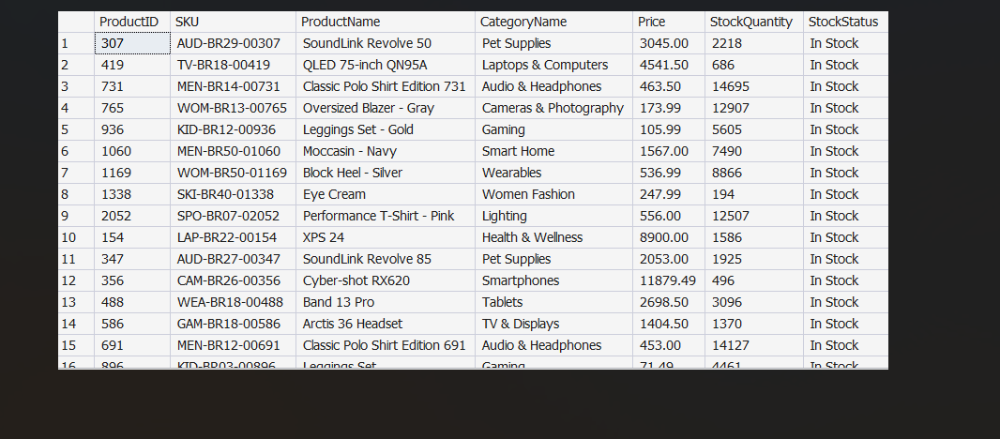 ProductID SKU ProductName CategoryName Price StockQuantity StockStatus
1 307 AUD-BR29-00307 SoundLink Revolve 50 Pet Supplies 3045.00 2218 In Stock
2 419 TV-BR18-00419 QLED 75-inch QN95A Laptops & Computers 4541.50 686 In Stock
3 731 MEN-BR14-00731 Classic Polo Shirt Edition 731 Audio & Headphones 463.50 14695 In Stock
4 765 WOM-BR13-00765 Oversized Blazer - Gray Cameras & Photography 173.99 12907 In Stock
5 936 KID-BR12-00936 Leggings Set - Gold Gaming 105.99 5605 In Stock
6 1060 MEN-BR50-01060 Moccasin - Navy Smart Home 1567.00 7490 In Stock
7 1169 WOM-BR50-01169 Block Heel - Silver Wearables 536.99 8866 In Stock
8 1338 SKI-BR40-01338 Eye Cream Women Fashion 247.99 194 In Stock
9 2052 SPO-BR07-02052 Performance T-Shirt - Pink Lighting 556.00 12507 In Stock
10 154 LAP-BR22-00154 XPS 24 Health & Wellness 8900.00 1586 In Stock
11 347 AUD-BR27-00347 SoundLink Revolve 85 Pet Supplies 2053.00 1925 In Stock
12 356 CAM-BR26-00356 Cyber-shot RX620 Smartphones 11879.49 496 In Stock
13 488 WEA-BR18-00488 Band 13 Pro Tablets 2698.50 3096 In Stock
14 586 GAM-BR18-00586 Arctis 36 Headset TV & Displays 1404.50 1370 In Stock
15 691 MEN-BR12-00691 Classic Polo Shirt Edition 691 Audio & Headphones 453.00 14127 In Stock
16 896 KID-BR03-00896 Leggings Set Gaming 71.49 4461 In Stock